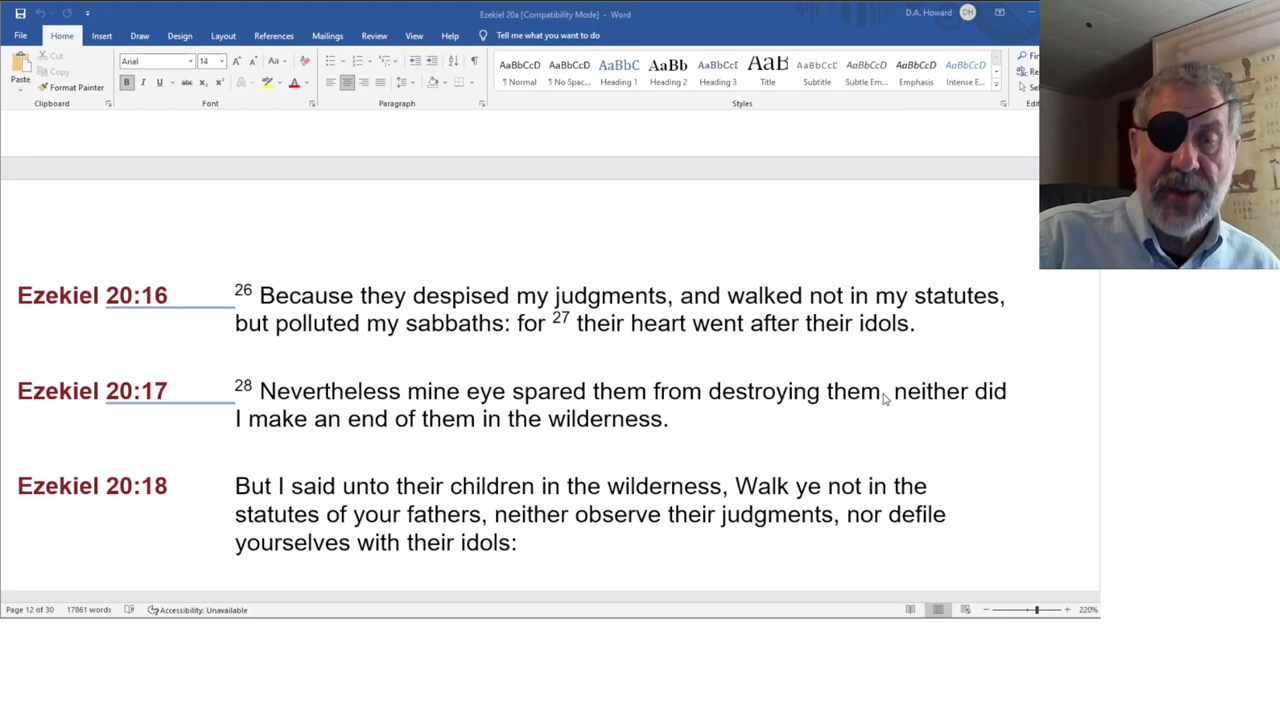 Ezekiel 20a [Compatibility Mode] - Word
D.A. Howard DH
File Home Insert Draw Design Layout References Mailings Review View Help Tell me what you want to do
Paste
Cut
Copy
Format Painter
Clipboard
Arial 14
Aa
B I U abc x₂ x² A A
Font
Paragraph
AaBbCcD AaBbCcD AaBbC AaBb AaBbCcI AaB AaBbCcD AaBbCcD AaBbCcD AaBbCcD
¶ Normal ¶ No Spac... Heading 1 Heading 2 Heading 3 Title Subtitle Subtle Em... Emphasis Intense E...
Styles
Ezekiel 20:16 26 Because they despised my judgments, and walked not in my statutes,
but polluted my sabbaths: for 27 their heart went after their idols.
Ezekiel 20:17 28 Nevertheless mine eye spared them from destroying them, neither did
I make an end of them in the wilderness.
Ezekiel 20:18 But I said unto their children in the wilderness, Walk ye not in the
statutes of your fathers, neither observe their judgments, nor defile
yourselves with their idols:
Page 12 of 30 17861 words Accessibility: Unavailable 220%